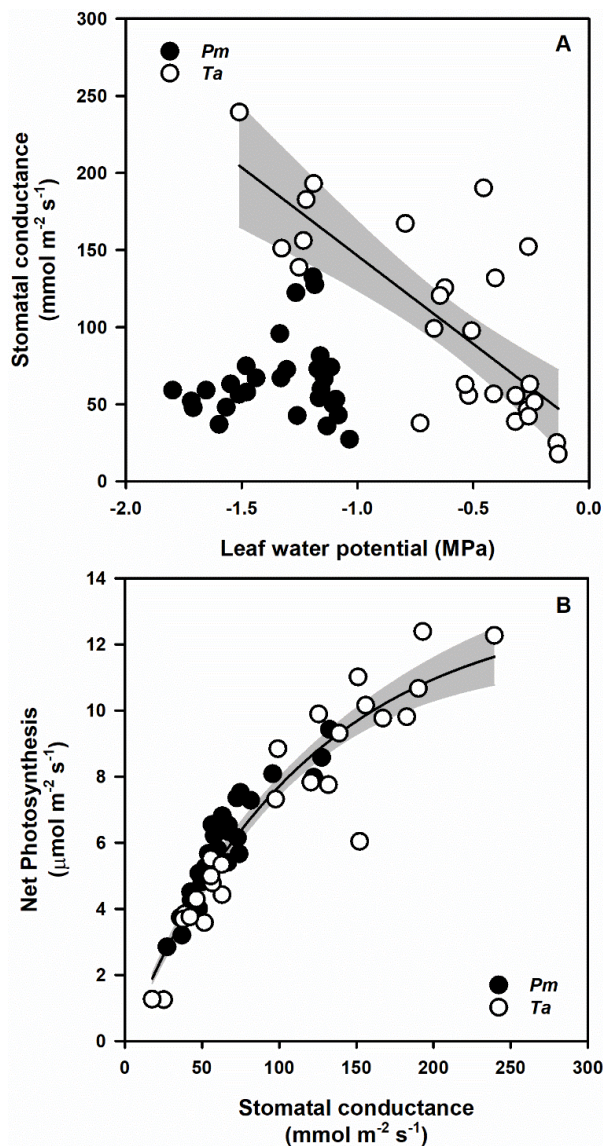 A
Pm
Ta
300
250
200
150
100
50
0
Stomatal conductance
(mmol m-2 s-1)
-2.0 -1.5 -1.0 -0.5 0.0
Leaf water potential (MPa)
B
14
12
10
8
6
4
2
0
Net Photosynthesis
(μmol m-2 s-1)
Pm
Ta
0 50 100 150 200 250 300
Stomatal conductance
(mmol m-2 s-1)